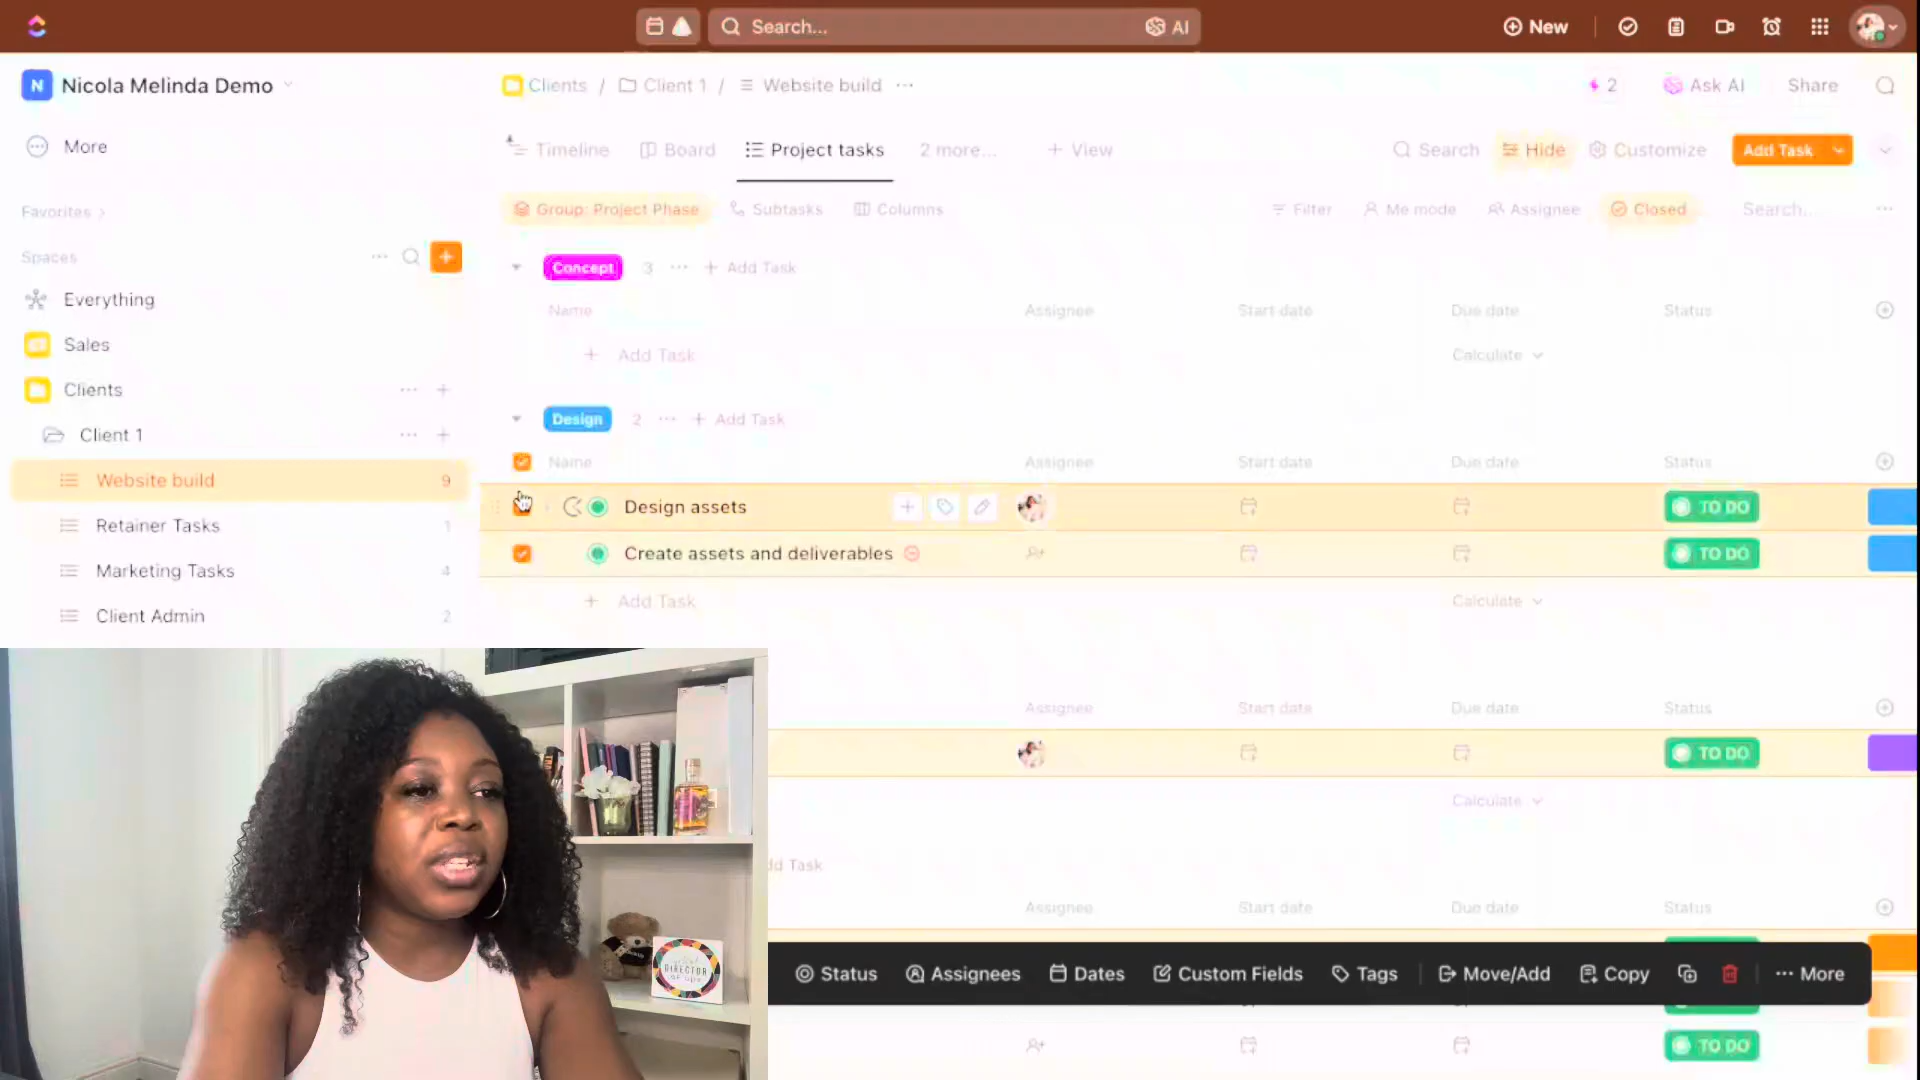 Search...
AI
New
N Nicola Melinda Demo
Clients / Client 1 / Website build
2
Ask AI
Share
More
Timeline
Board
Project tasks
2 more...
+ View
Search
Hide
Customize
Add Task
Favorites
Group: Project Phase
Subtasks
Columns
Filter
Me mode
Assignee
Closed
Search...
Spaces
Concept 3 ... + Add Task
Everything
Name Assignee Start date Due date Status
Sales
+ Add Task
Calculate
Clients
Design 2 ... + Add Task
Client 1
Name Assignee Start date Due date Status
Website build 9
Design assets
TO DO
Retainer Tasks 1
Create assets and deliverables
TO DO
Marketing Tasks 4
+ Add Task
Calculate
Client Admin 2
Assignee Start date Due date Status
TO DO
Calculate
Add Task
Assignee Start date Due date Status
DIRECTOR
Status
Assignees
Dates
Custom Fields
Tags
Move/Add
Copy
... More
TO DO